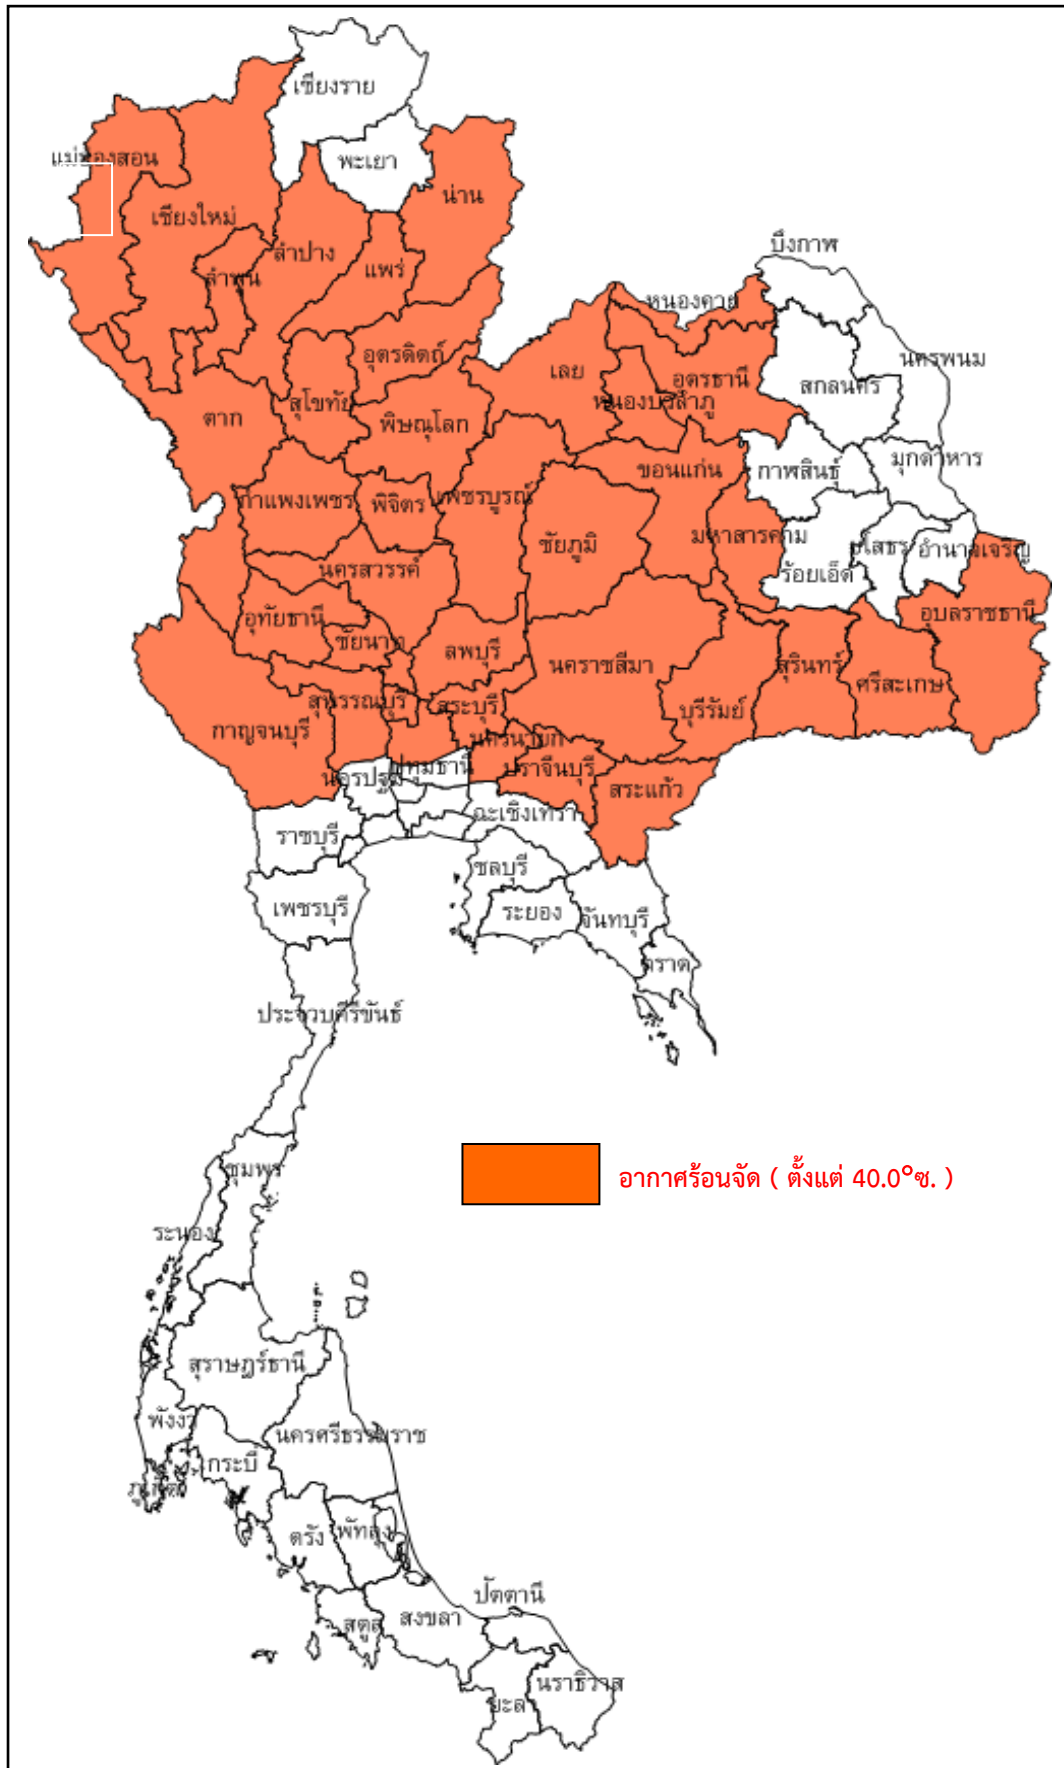 เชียงราย
แม่ฮ่องสอน
พะเยา
น่าน
เชียงใหม่
ลำปาง
แพร่
ลำพูน
บึงกาฬ
หนองคาย
อุตรดิตถ์
เลย
อุดรธานี
นครพนม
สกลนคร
หนองบัวลำภู
สุโขทัย
ตาก
พิษณุโลก
ขอนแก่น
กาฬสินธุ์
มุกดาหาร
กำแพงเพชร
พิจิตร
เพชรบูรณ์
ชัยภูมิ
มหาสารคาม
ร้อยเอ็ด
ยโสธร
อำนาจเจริญ
นครสวรรค์
อุทัยธานี
ชัยนาท
ลพบุรี
นคราชสีมา
สุรินทร์
ศรีสะเกษ
อุบลราชธานี
บุรีรัมย์
กาญจนบุรี
สุพรรณบุรี
สระบุรี
นครนายก
ปราจีนบุรี
สระแก้ว
ปทุมธานี
นครปฐม
ฉะเชิงเทรา
ราชบุรี
ชลบุรี
เพชรบุรี
ระยอง
จันทบุรี
ตราด
ประจวบคีรีขันธ์
ชุมพร
อากาศร้อนจัด ( ตั้งแต่ 40.0°ซ. )
ระนอง
สุราษฎร์ธานี
พังงา
นครศรีธรรมราช
กระบี่
ภูเก็ต
ตรัง
พัทลุง
ปัตตานี
สงขลา
สตูล
นราธิวาส
ยะลา